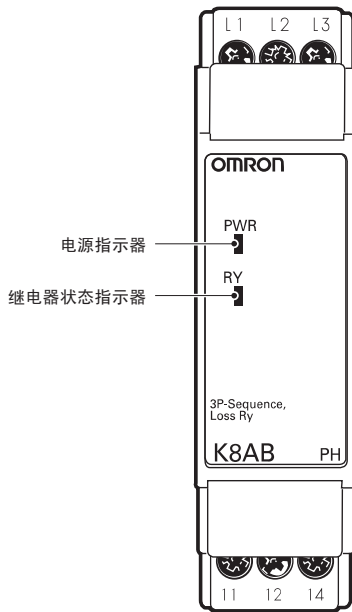 L1 L2 L3
OMRON
PWR
电源指示器
RY
继电器状态指示器
3P-Sequence,
Loss Ry
K8AB PH
11 12 14